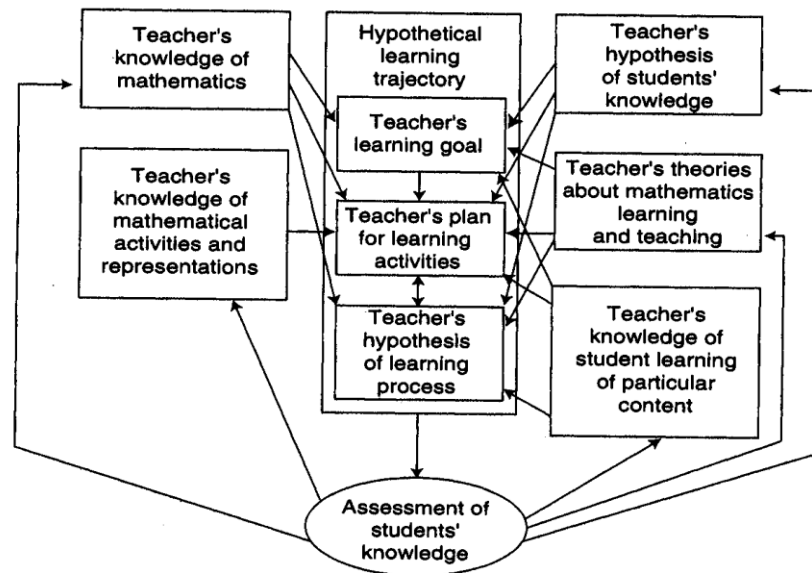 Teacher's
knowledge of
mathematics
Hypothetical
learning
trajectory
Teacher's
hypothesis
of students'
knowledge
Teacher's
learning goal
Teacher's
knowledge of
mathematical
activities and
representations
Teacher's plan
for learning
activities
Teacher's theories
about mathematics
learning
and teaching
Teacher's
hypothesis
of learning
process
Teacher's
knowledge of
student learning
of particular
content
Assessment of
students'
knowledge